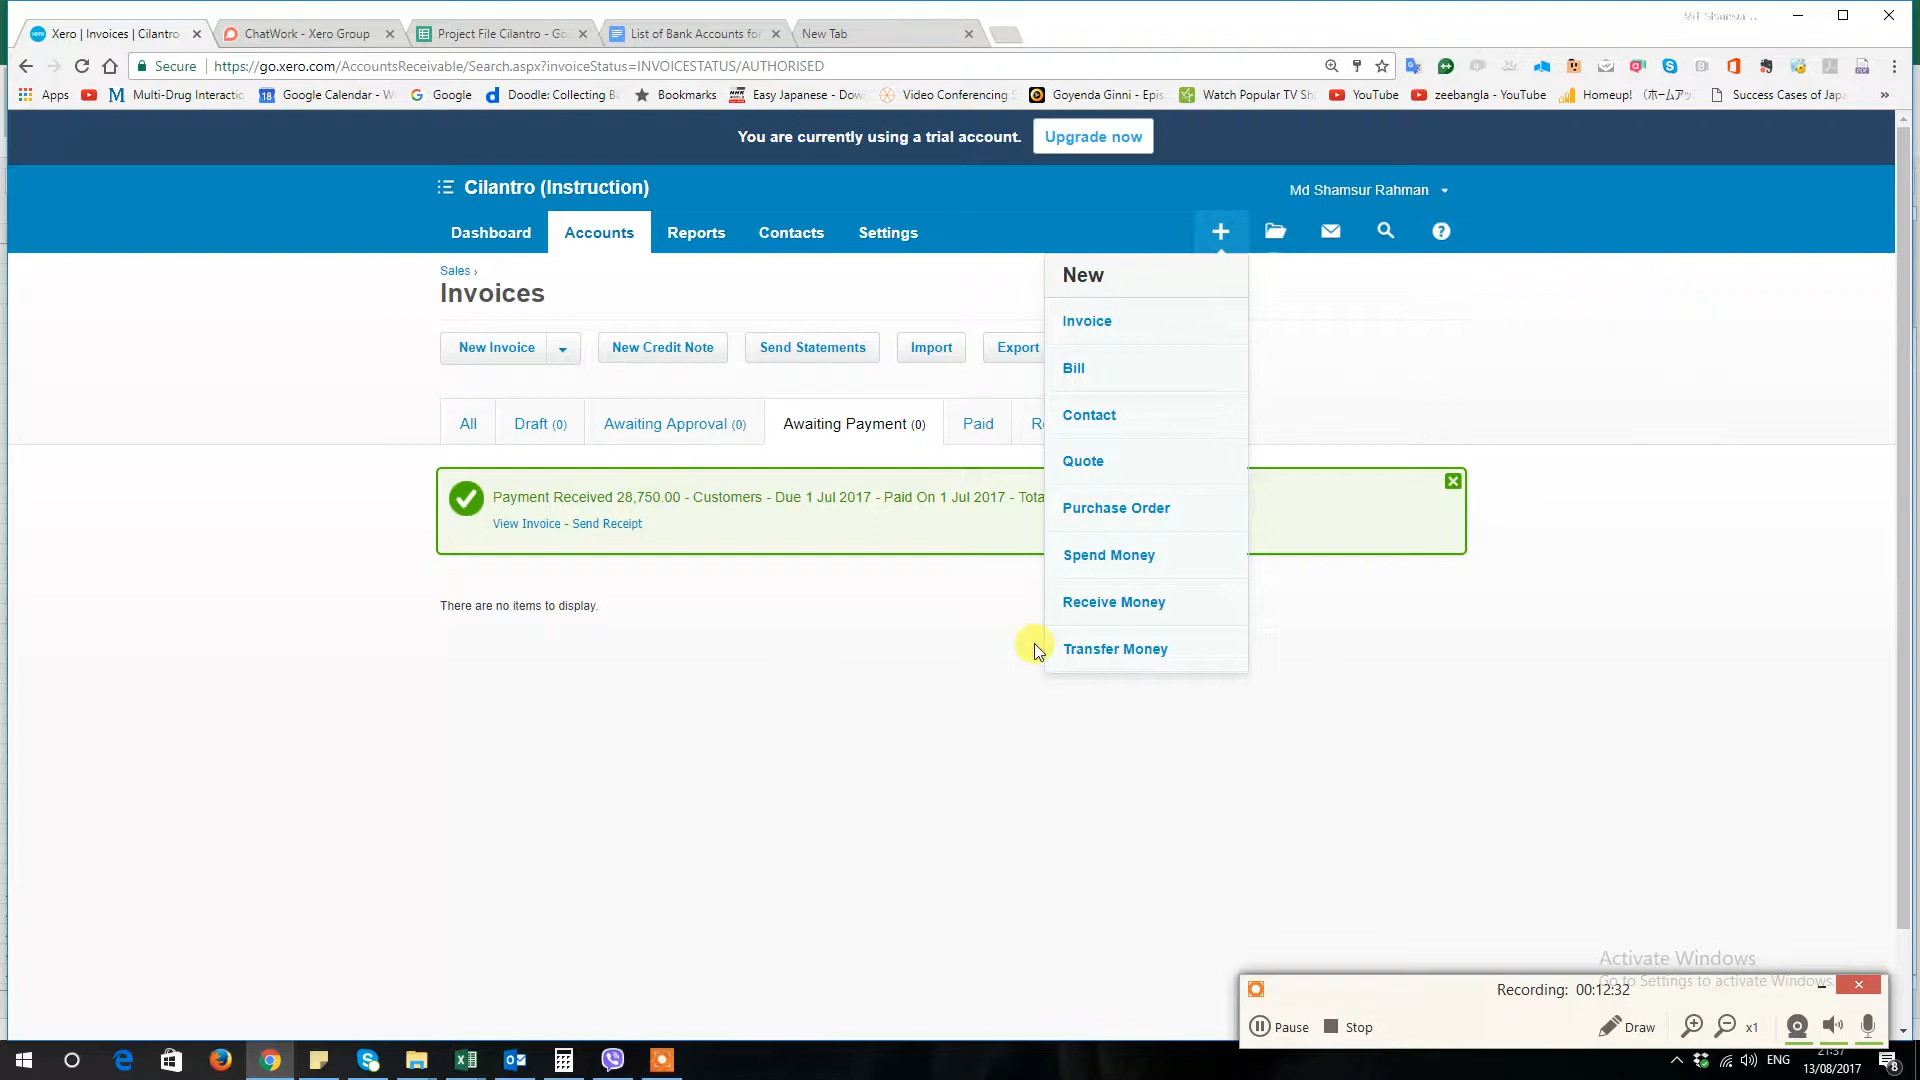 Xero | Invoices | Cilantro
ChatWork - Xero Group
Project File Cilantro - Go
List of Bank Accounts for
New Tab
Secure
https://go.xero.com/AccountsReceivable/Search.aspx?invoiceStatus=INVOICESTATUS/AUTHORISED
Apps
Multi-Drug Interactic
Google Calendar - W
Google
Doodle: Collecting Bu
Bookmarks
Easy Japanese - Dow
Video Conferencing S
Goyenda Ginni - Epis
Watch Popular TV Sh
YouTube
zeebangla - YouTube
Homeup! (ホームアッ
Success Cases of Japa
You are currently using a trial account.
Upgrade now
Cilantro (Instruction)
Md Shamsur Rahman
Dashboard
Accounts
Reports
Contacts
Settings
Sales ›
Invoices
New
Invoice
Bill
Contact
Quote
Purchase Order
Spend Money
Receive Money
Transfer Money
New Invoice
New Credit Note
Send Statements
Import
Export
All
Draft (0)
Awaiting Approval (0)
Awaiting Payment (0)
Paid
Re
Payment Received 28,750.00 - Customers - Due 1 Jul 2017 - Paid On 1 Jul 2017 - Tota
View Invoice - Send Receipt
There are no items to display.
Activate Windows
Go to Settings to activate Windows.
Recording: 00:12:32
Pause
Stop
Draw
x1
ENG
21:37
13/08/2017
8